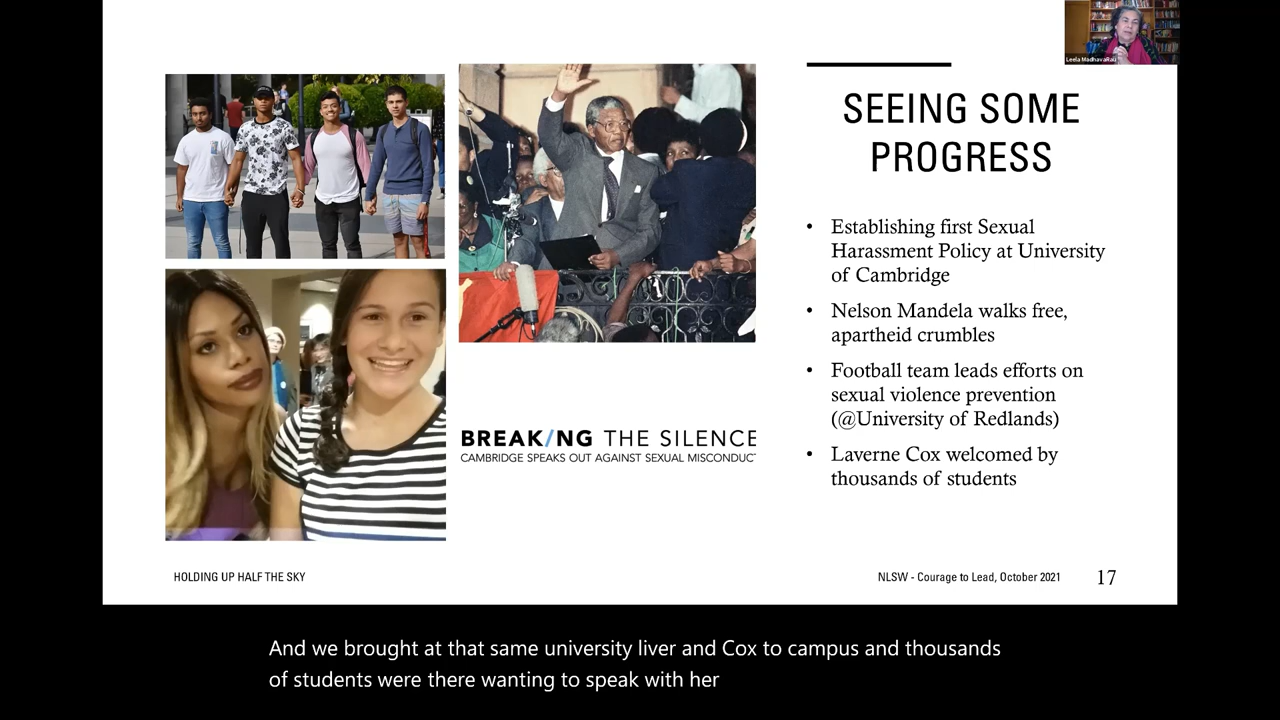 Leela MadhavaRau
SEEING SOME
PROGRESS
• Establishing first Sexual
Harassment Policy at University
of Cambridge
• Nelson Mandela walks free,
apartheid crumbles
• Football team leads efforts on
sexual violence prevention
(@University of Redlands)
• Laverne Cox welcomed by
thousands of students
BREAK/NG THE SILENCE
CAMBRIDGE SPEAKS OUT AGAINST SEXUAL MISCONDUC
HOLDING UP HALF THE SKY
NLSW - Courage to Lead, October 2021
17
And we brought at that same university liver and Cox to campus and thousands
of students were there wanting to speak with her